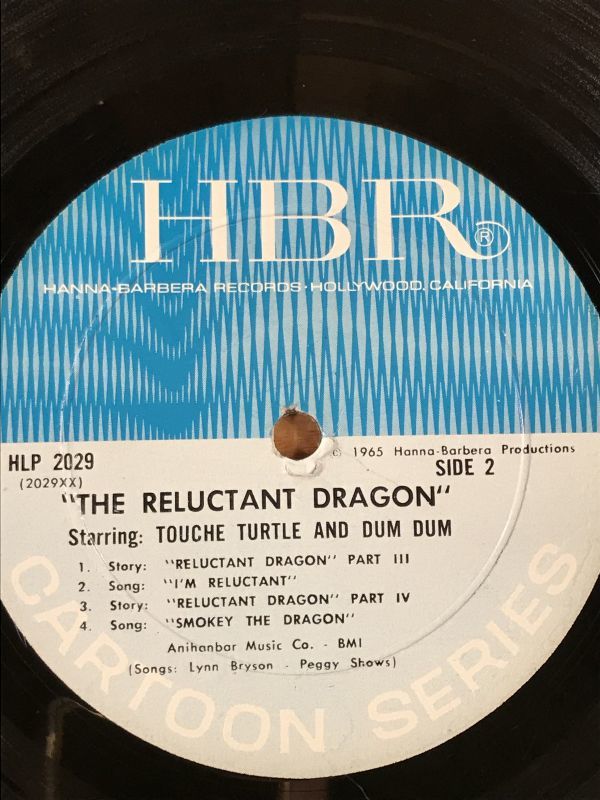 HBR®
HANNA-BARBERA RECORDS · HOLLYWOOD, CALIFORNIA
© 1965 Hanna-Barbera Productions
HLP 2029
SIDE 2
(2029XX)
"THE RELUCTANT DRAGON"
Starring: TOUCHE TURTLE AND DUM DUM
1. Story: "RELUCTANT DRAGON" PART III
2. Song: "I'M RELUCTANT"
3. Story: "RELUCTANT DRAGON" PART IV
4. Song: "SMOKEY THE DRAGON"
Anihanbar Music Co. - BMI
(Songs: Lynn Bryson - Peggy Shows)
CARTOON SERIES